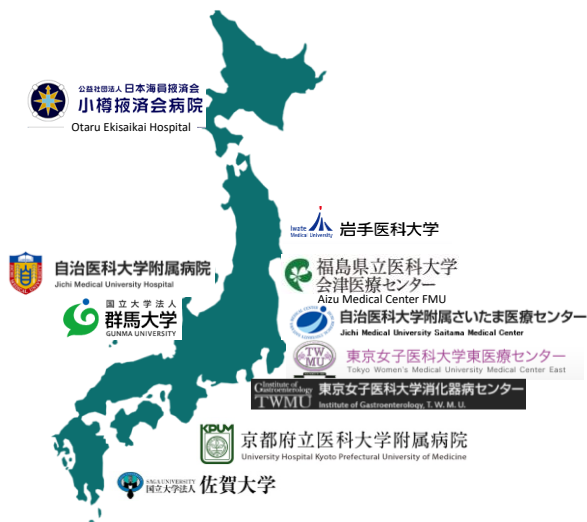 公益社団法人 日本海員掖済会
小樽掖済会病院
Otaru Ekisaikai Hospital
Iwate
Medical University
岩手医科大学
自治医科大学附属病院
Jichi Medical University Hospital
福島県立医科大学
会津医療センター
Aizu Medical Center FMU
国立大学法人
群馬大学
GUNMA UNIVERSITY
自治医科大学附属さいたま医療センター
Jichi Medical University Saitama Medical Center
TW
MU
東京女子医科大学東医療センター
Tokyo Women's Medical University Medical Center East
Institute of
Gastroenterology
TWMU
東京女子医科大学消化器病センター
Institute of Gastroenterology, T. W. M. U.
KPUM
京都府立医科大学附属病院
University Hospital Kyoto Prefectural University of Medicine
SAGA UNIVERSITY
国立大学法人
佐賀大学